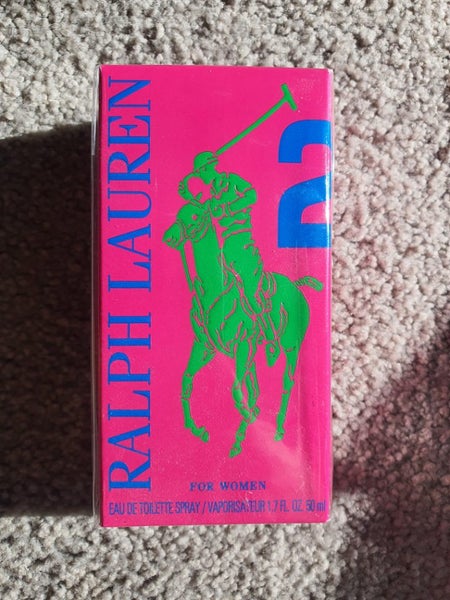 RALPH LAUREN
2
FOR WOMEN
EAU DE TOILETTE SPRAY / VAPORISATEUR 1.7 FL. OZ. 50 ml